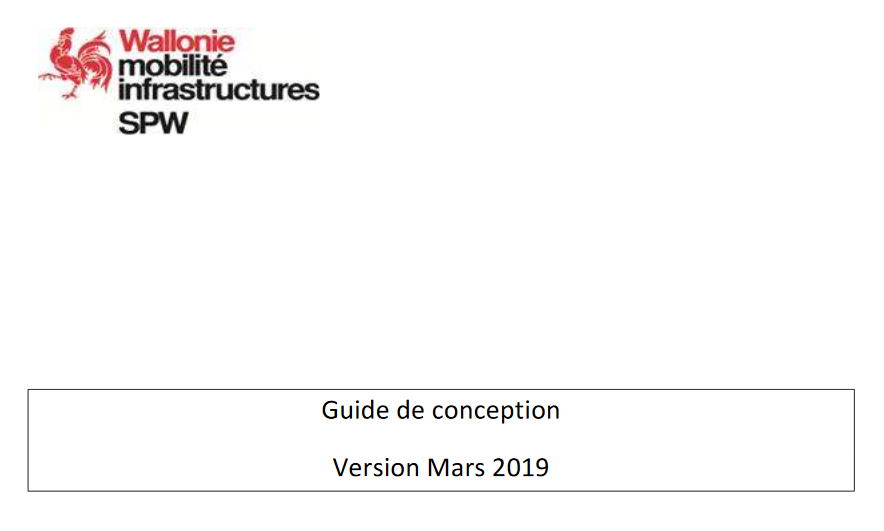 Wallonie
mobilité
infrastructures
SPW
Guide de conception
Version Mars 2019